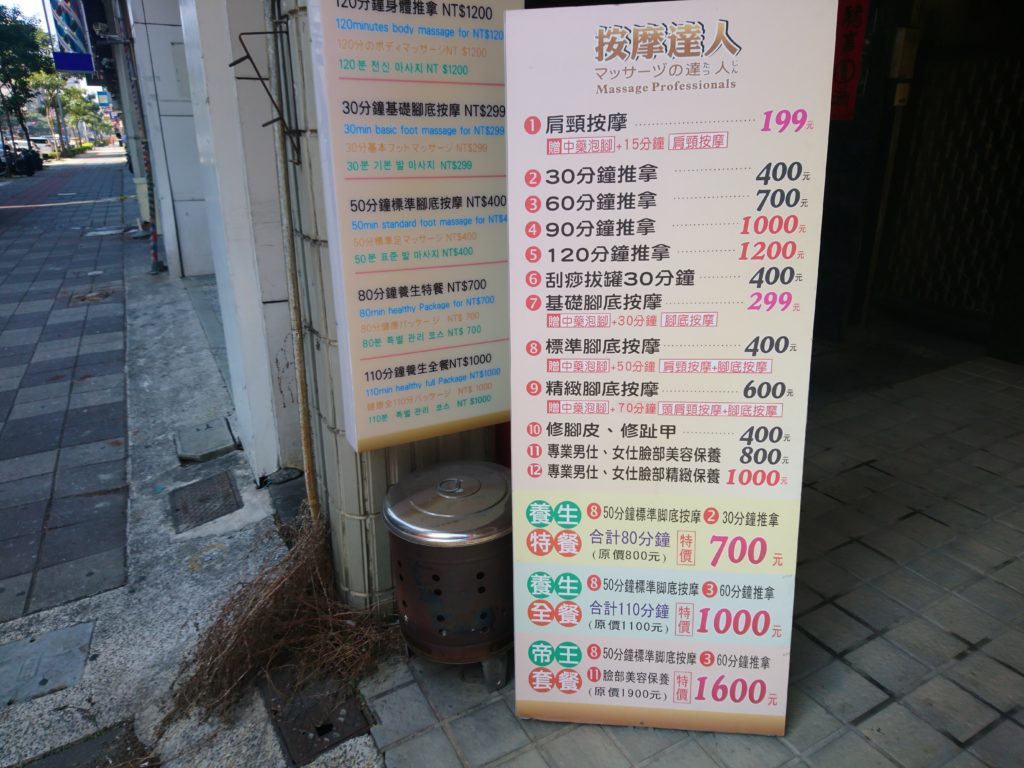 120分鐘身體推拿 NT$1200
120minutes body massage for NT$120
120分のボディマッサージNT $1200
120분 전신 마사지 NT $1200
30分鐘基礎腳底按摩 NT$299
30min basic foot massage for NT$299
30分基本フットマッサージNT$299
30분 기본 발 마사지 NT$299
50分鐘標準腳底按摩 NT$400
50min standard foot massage for NT$4
50分標準足マッサージ NT$400
50분 표준 발 마사지 NT$400
80分鐘養生特餐 NT$700
80min healthy Package for NT$700
80分健康パッケージ NT$ 700
80분 특별 관리 코스 NT$ 700
110分鐘養生全餐NT$1000
110min healthy full Package NT$1000
健康全110分パッケージ NT$ 1000
110분 특별 관리 코스 NT $1000
按摩達人
マッサーヅの達たつ人じん
Massage Professionals
1 肩頸按摩 199元
贈中藥泡腳+15分鐘 肩頸按摩
2 30分鐘推拿 400元
3 60分鐘推拿 700元
4 90分鐘推拿 1000元
5 120分鐘推拿 1200元
6 刮痧拔罐30分鐘 400元
7 基礎腳底按摩 299元
贈中藥泡腳+30分鐘 腳底按摩
8 標準腳底按摩 400元
贈中藥泡腳+50分鐘 肩頸按摩+腳底按摩
9 精緻腳底按摩 600元
贈中藥泡腳+70分鐘 頭肩頸按摩+腳底按摩
10 修腳皮、修趾甲 400元
11 專業男仕、女仕臉部美容保養 800元
12 專業男仕、女仕臉部精緻保養 1000元
養生特餐 8 50分鐘標準腳底按摩 2 30分鐘推拿
合計80分鐘 特價 700元
(原價800元)
養生全餐 8 50分鐘標準腳底按摩 3 60分鐘推拿
合計110分鐘 特價 1000元
(原價1100元)
帝王套餐 8 50分鐘標準腳底按摩 3 60分鐘推拿
11 臉部美容保養 特價 1600元
(原價1900元)